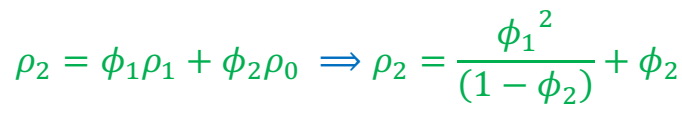 ρ₂ = ϕ₁ρ₁ + ϕ₂ρ₀ ⟹ ρ₂ = ϕ₁² / (1 − ϕ₂) + ϕ₂